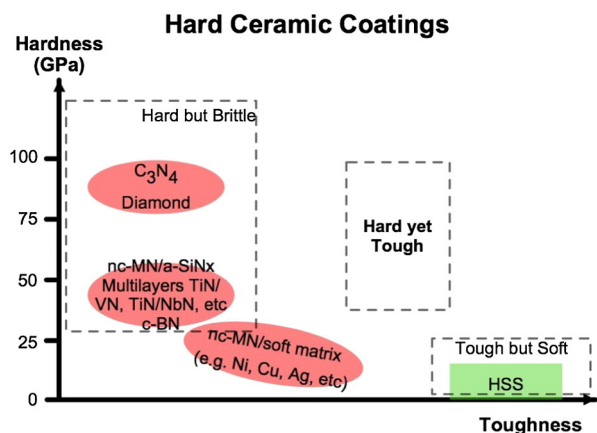 Hard Ceramic Coatings
Hardness
(GPa)
Hard but Brittle
100
C3N4
Diamond
75
Hard yet
Tough
nc-MN/a-SiNx
50
Multilayers TiN/
VN, TiN/NbN, etc
c-BN
25
nc-MN/soft matrix
(e.g. Ni, Cu, Ag, etc)
Tough but Soft
HSS
0
Toughness